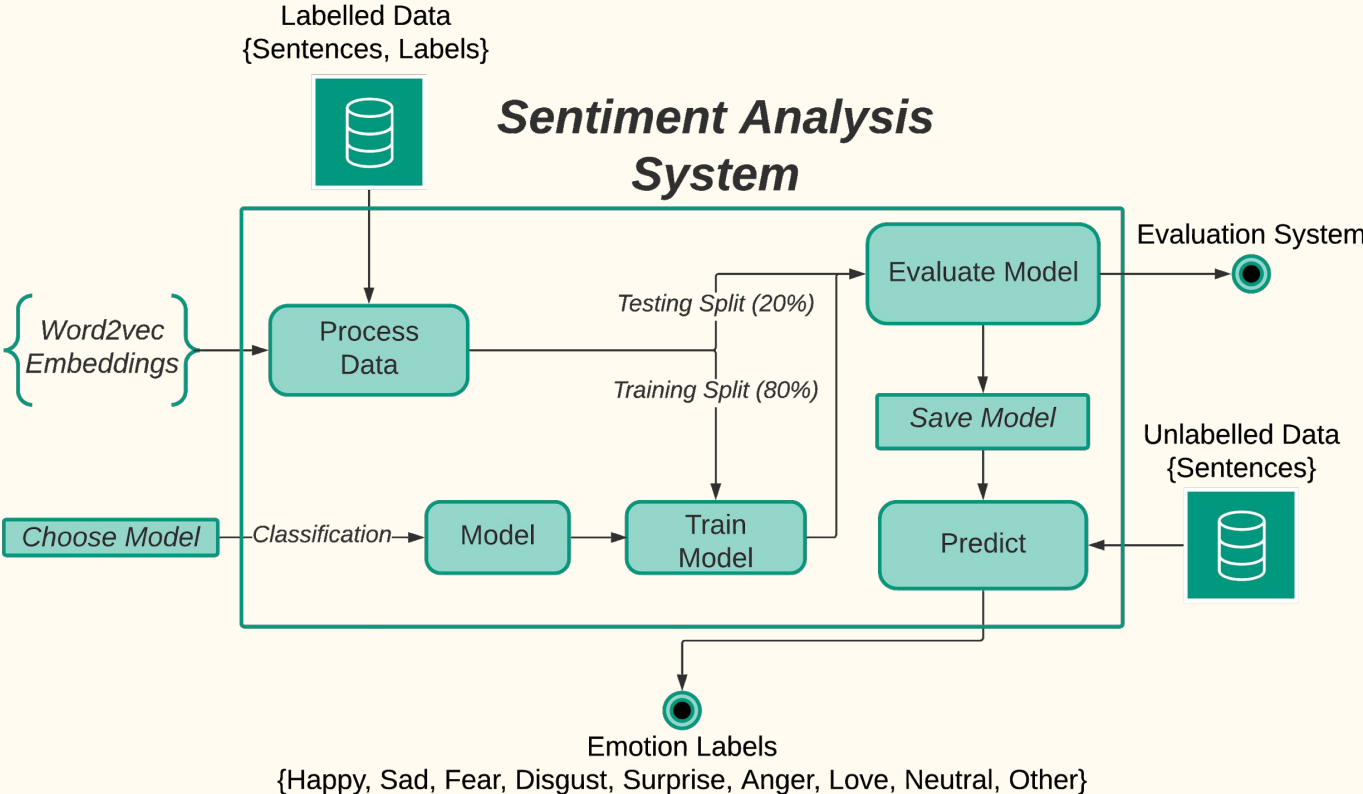 Labelled Data
{Sentences, Labels}
Sentiment Analysis
System
Evaluation System
Evaluate Model
Testing Split (20%)
Word2vec
Embeddings
Process
Data
Training Split (80%)
Save Model
Unlabelled Data
{Sentences}
Choose Model
Classification
Model
Train
Model
Predict
Emotion Labels
{Happy, Sad, Fear, Disgust, Surprise, Anger, Love, Neutral, Other}